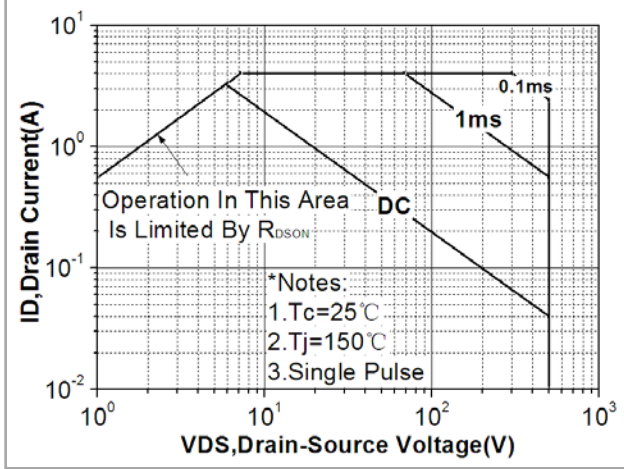 10¹
0.1ms
1ms
10⁰
Operation In This Area
Is Limited By RDSON
DC
10⁻¹
*Notes:
1.Tc=25℃
2.Tj=150℃
3.Single Pulse
10⁻²
10⁰
10¹
10²
10³
ID,Drain Current(A)
VDS,Drain-Source Voltage(V)